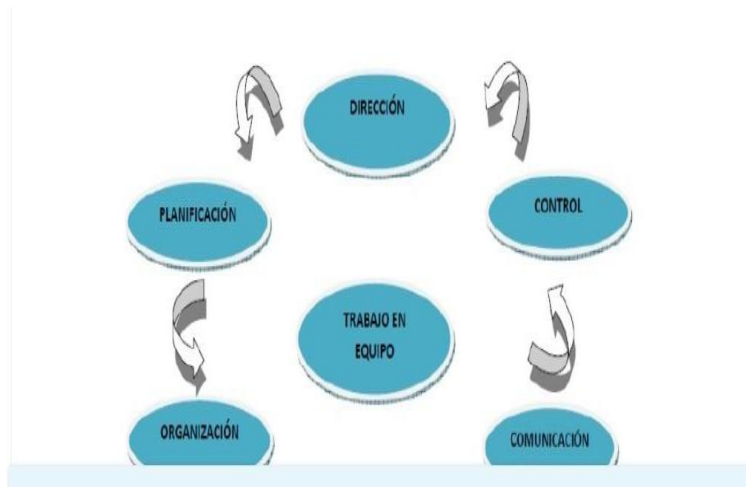 DIRECCIÓN
PLANIFICACIÓN
CONTROL
TRABAJO EN
EQUIPO
ORGANIZACIÓN
COMUNICACIÓN